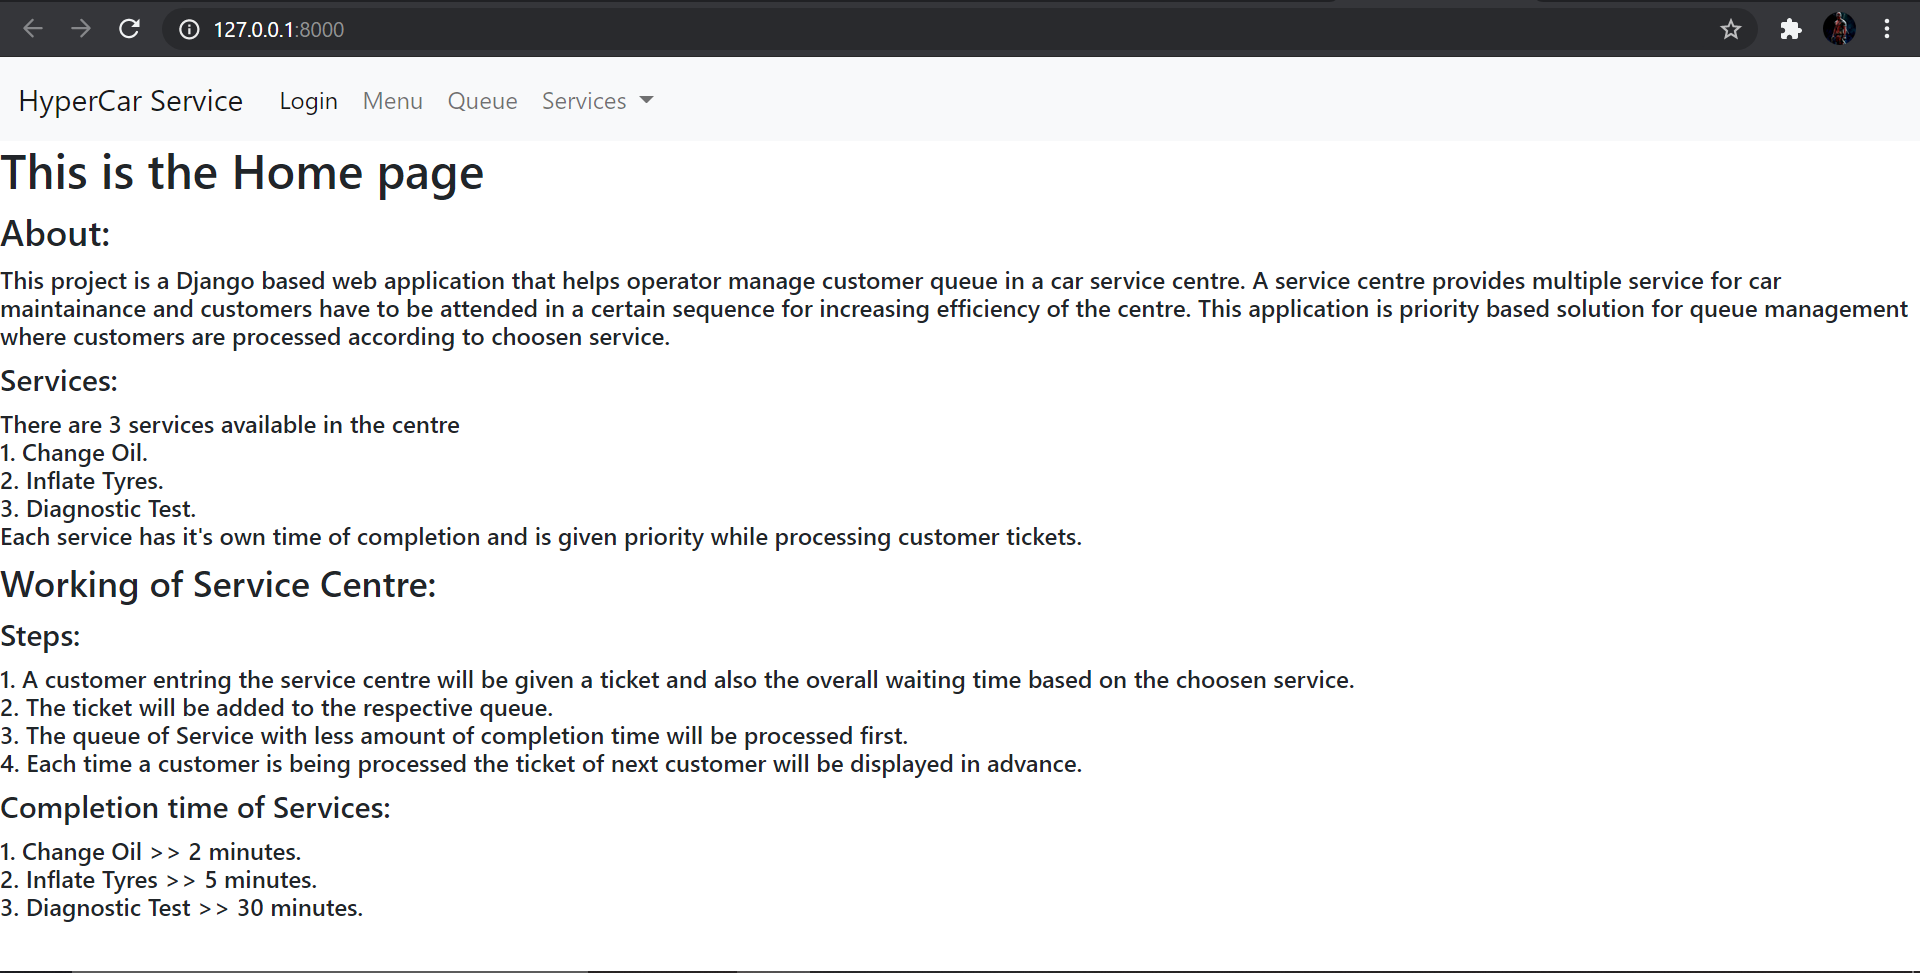 127.0.0.1:8000
HyperCar Service Login Menu Queue Services
This is the Home page
About:
This project is a Django based web application that helps operator manage customer queue in a car service centre. A service centre provides multiple service for car
maintainance and customers have to be attended in a certain sequence for increasing efficiency of the centre. This application is priority based solution for queue management
where customers are processed according to choosen service.
Services:
There are 3 services available in the centre
1. Change Oil.
2. Inflate Tyres.
3. Diagnostic Test.
Each service has it's own time of completion and is given priority while processing customer tickets.
Working of Service Centre:
Steps:
1. A customer entring the service centre will be given a ticket and also the overall waiting time based on the choosen service.
2. The ticket will be added to the respective queue.
3. The queue of Service with less amount of completion time will be processed first.
4. Each time a customer is being processed the ticket of next customer will be displayed in advance.
Completion time of Services:
1. Change Oil >> 2 minutes.
2. Inflate Tyres >> 5 minutes.
3. Diagnostic Test >> 30 minutes.